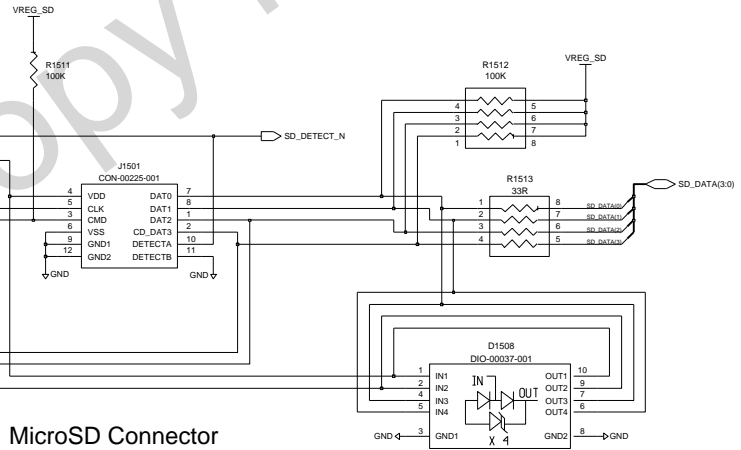 VREG_SD
R1511
100K
R1512
100K
VREG_SD
4
3
2
1
5
6
7
8
SD_DETECT_N
J1501
CON-00225-001
4 VDD DAT0 7
5 CLK DAT1 8
3 CMD DAT2 1
6 VSS CD_DAT3 2
9 GND1 DETECTA 10
12 GND2 DETECTB 11
GND
GND
R1513
33R
1 8 SD_DATA(0)
2 7 SD_DATA(1)
3 6 SD_DATA(2)
4 5 SD_DATA(3)
SD_DATA(3:0)
D1508
DIO-00037-001
1 IN1 OUT1 10
2 IN2 OUT2 9
4 IN3 OUT3 7
5 IN4 OUT4 6
IN OUT
X 4
GND 3 GND1 GND2 8 GND
MicroSD Connector